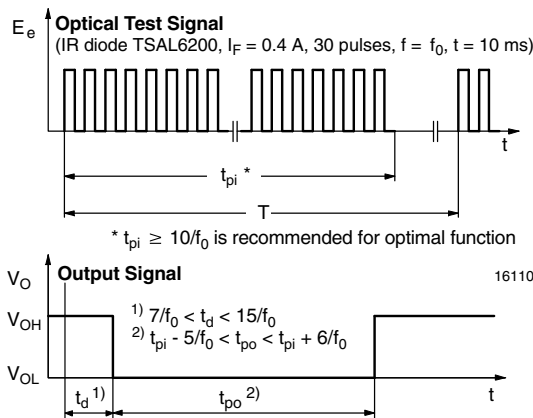 E_e Optical Test Signal
(IR diode TSAL6200, I_F = 0.4 A, 30 pulses, f = f_0, t = 10 ms)
t
t_pi *
T
* t_pi ≥ 10/f_0 is recommended for optimal function
V_O Output Signal 16110
V_OH
1) 7/f_0 < t_d < 15/f_0
2) t_pi - 5/f_0 < t_po < t_pi + 6/f_0
V_OL
t_d 1) t_po 2) t